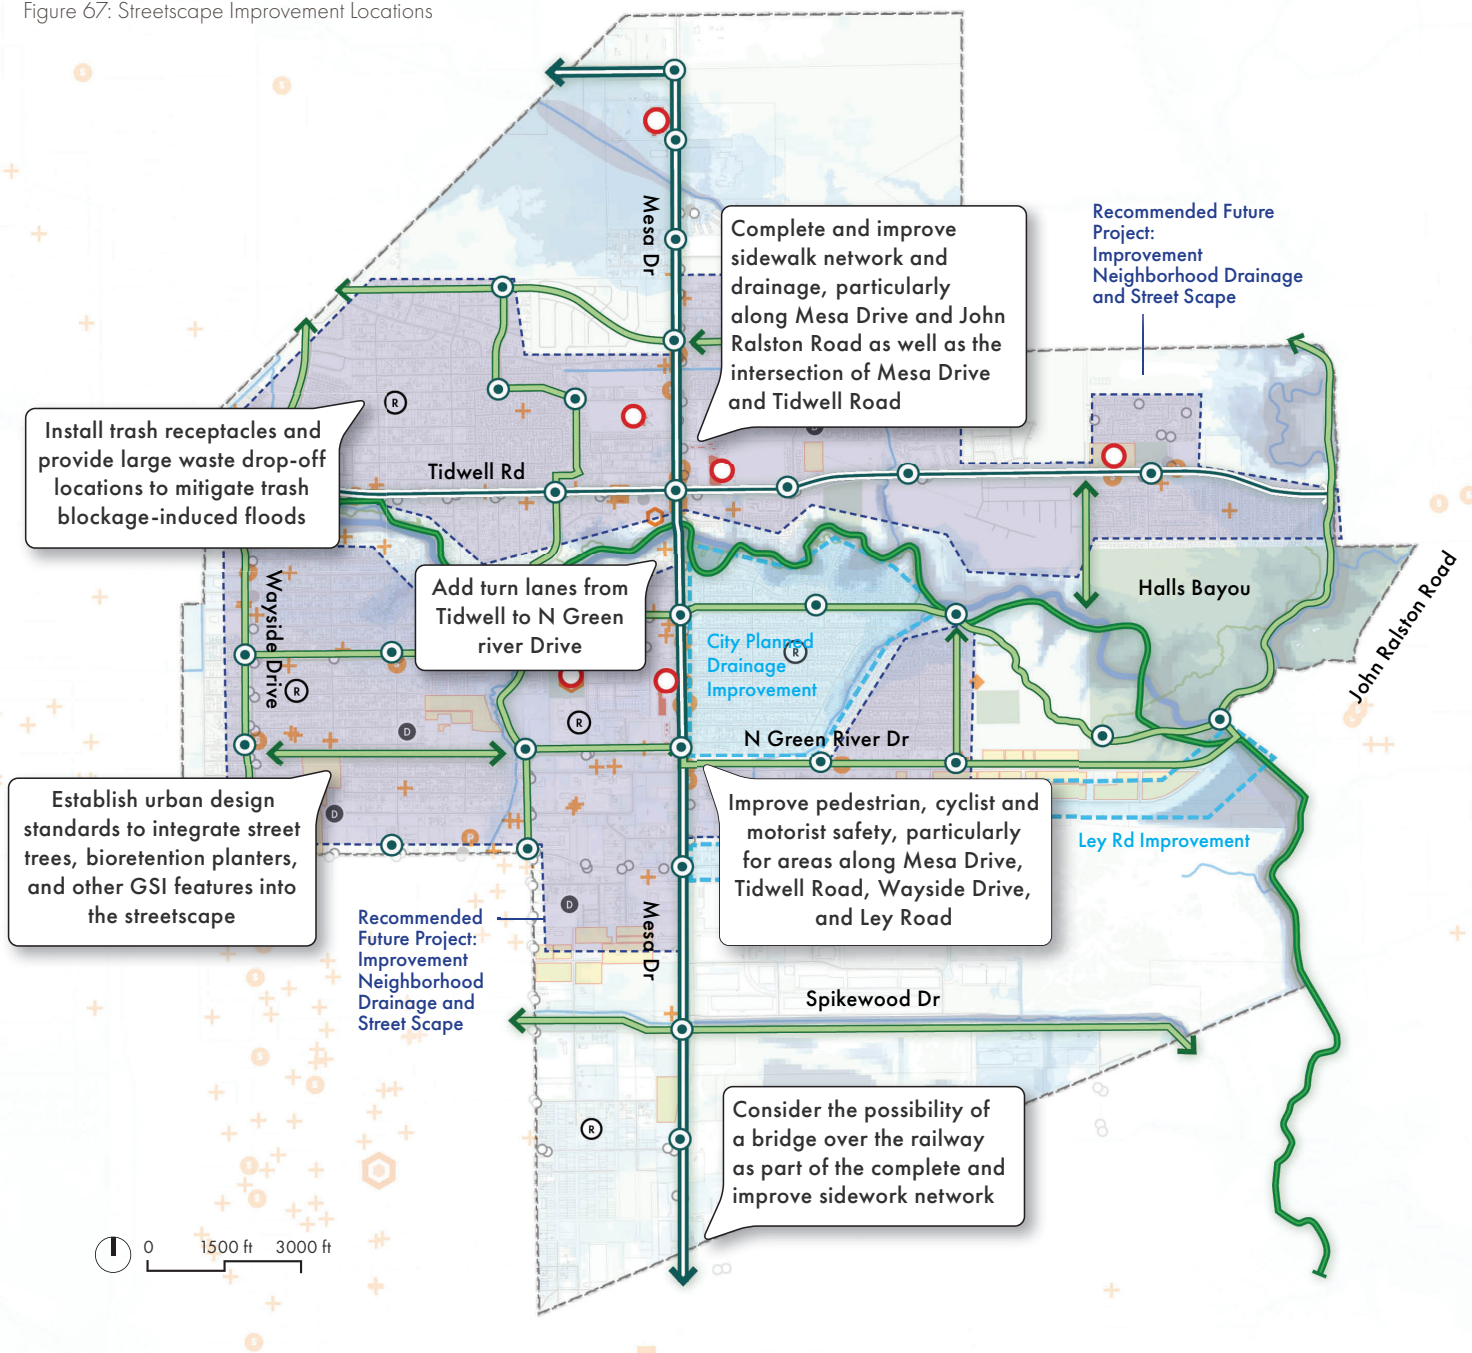 Figure 67: Streetscape Improvement Locations
Mesa Dr
Complete and improve
sidewalk network and
drainage, particularly
along Mesa Drive and John
Ralston Road as well as the
intersection of Mesa Drive
and Tidwell Road
Recommended Future
Project:
Improvement
Neighborhood Drainage
and Street Scape
R
Install trash receptacles and
provide large waste drop-off
locations to mitigate trash
blockage-induced floods
Tidwell Rd
Wayside Drive
Add turn lanes from
Tidwell to N Green
river Drive
City Planned
Drainage
Improvement
R
Halls Bayou
John Ralston Road
R
R
D
N Green River Dr
Establish urban design
standards to integrate street
trees, bioretention planters,
and other GSI features into
the streetscape
D
P
Improve pedestrian, cyclist and
motorist safety, particularly
for areas along Mesa Drive,
Tidwell Road, Wayside Drive,
and Ley Road
Ley Rd Improvement
D
Recommended
Future Project:
Improvement
Neighborhood
Drainage and
Street Scape
Mesa Dr
Spikewood Dr
R
Consider the possibility of
a bridge over the railway
as part of the complete and
improve sidework network
0 1500 ft 3000 ft